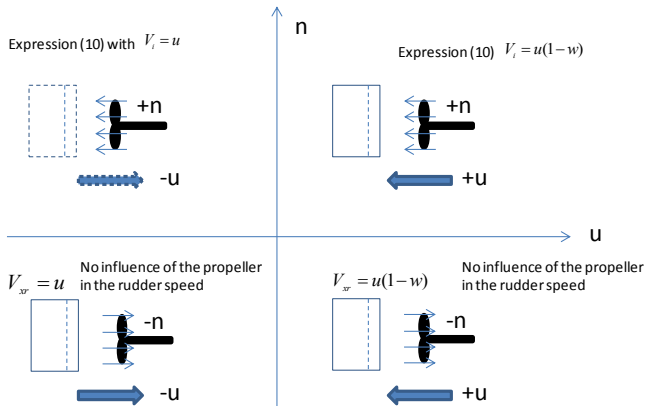 n
Expression (10) with V_i = u
+n
-u
Expression (10) V_i = u(1−w)
+n
+u
u
V_xr = u
No influence of the propeller
in the rudder speed
-n
-u
V_xr = u(1−w)
No influence of the propeller
in the rudder speed
-n
+u